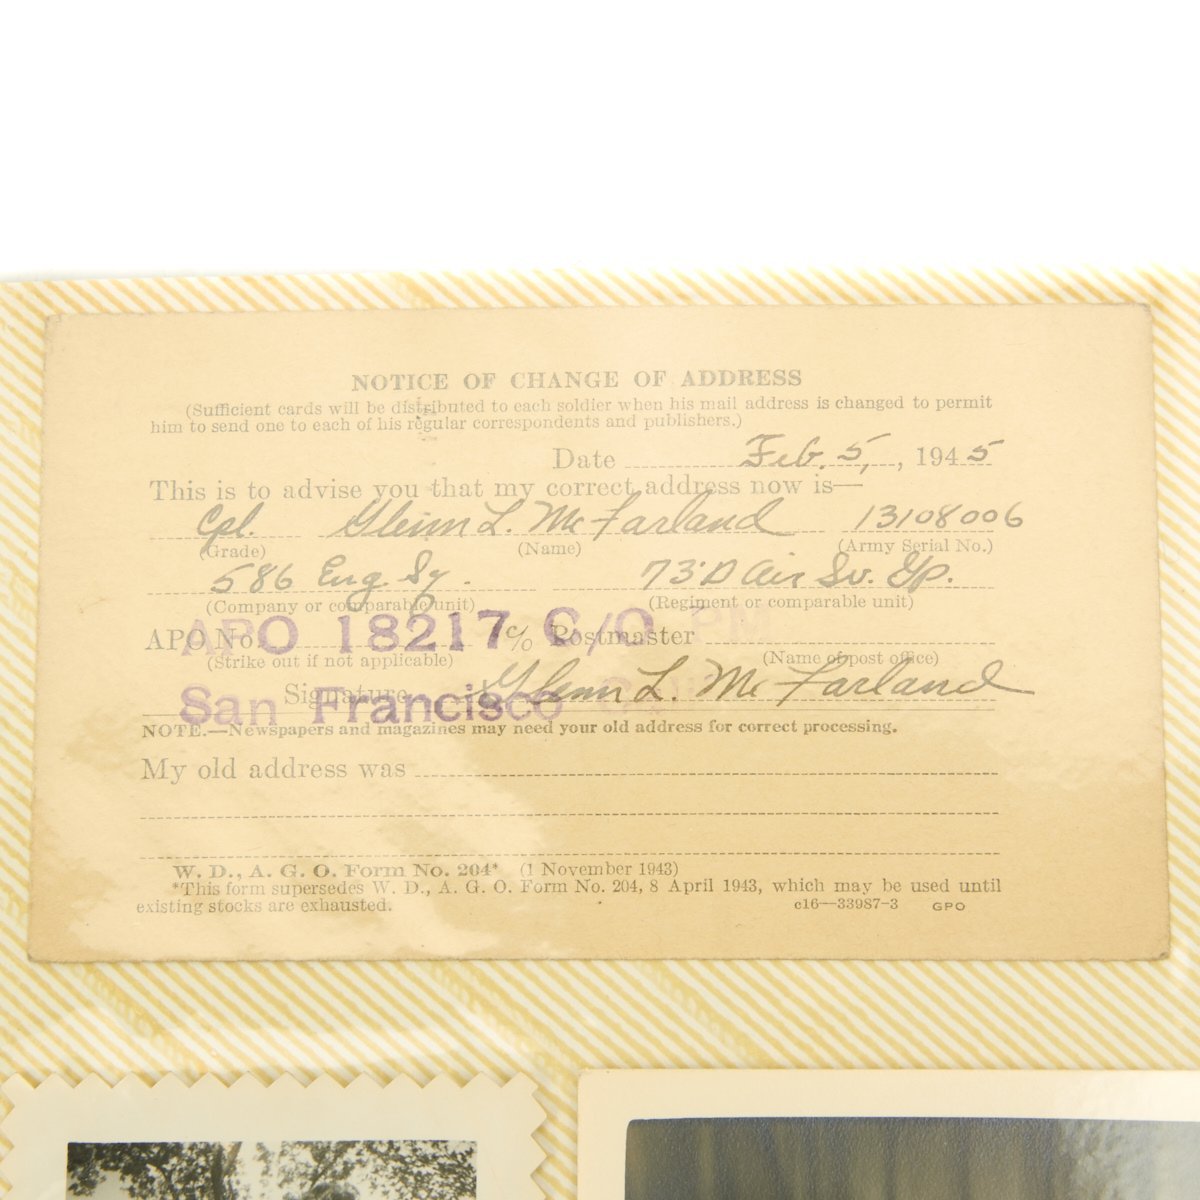 NOTICE OF CHANGE OF ADDRESS
(Sufficient cards will be distributed to each soldier when his mail address is changed to permit
him to send one to each of his regular correspondents and publishers.)
Date Feb. 5, , 1945
This is to advise you that my correct address now is—
Cpl. Glenn L. McFarland 13108006
(Grade) (Name) (Army Serial No.)
586 Eng. Sq. 73'D Air Sv. Gp.
(Company or comparable unit) (Regiment or comparable unit)
APO No. c/o Postmaster
APO 18217 C/O PM
(Strike out if not applicable) (Name of post office)
Signature Glenn L. McFarland
San Francisco
NOTE.—Newspapers and magazines may need your old address for correct processing.
My old address was
W. D., A. G. O. Form No. 204* (1 November 1943)
*This form supersedes W. D., A. G. O. Form No. 204, 8 April 1943, which may be used until
existing stocks are exhausted. c16—33987-3 GPO